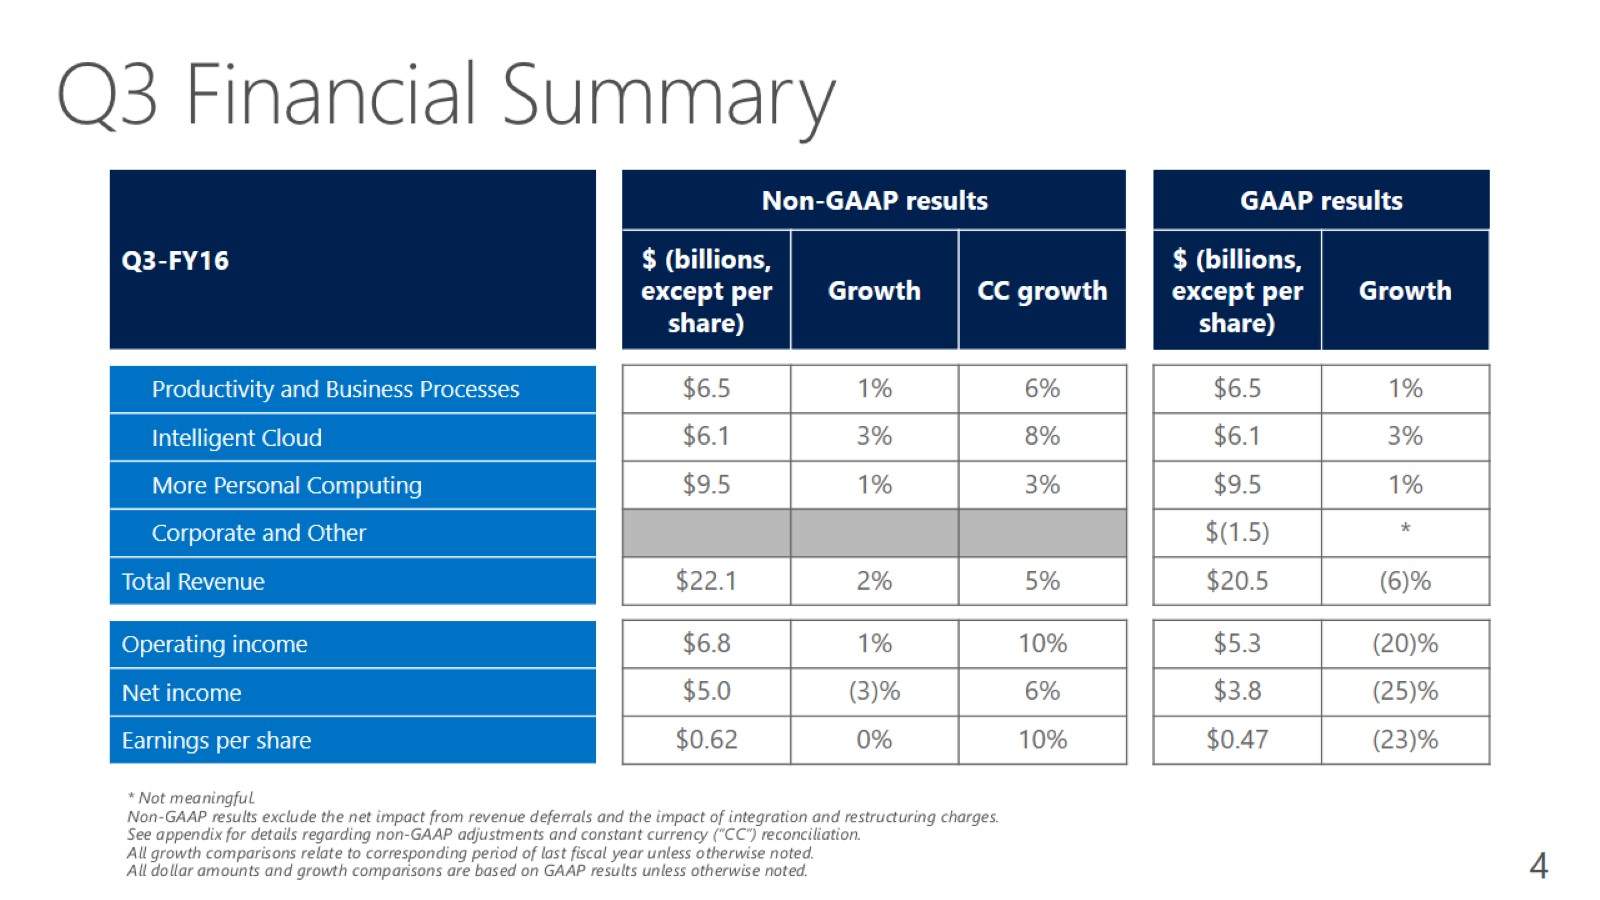 Q3 Financial Summary
Q3-FY16
Non-GAAP results
GAAP results
$ (billions, except per share)
Growth
CC growth
$ (billions, except per share)
Growth
Productivity and Business Processes $6.5 1% 6% $6.5 1%
Intelligent Cloud $6.1 3% 8% $6.1 3%
More Personal Computing $9.5 1% 3% $9.5 1%
Corporate and Other $(1.5) *
Total Revenue $22.1 2% 5% $20.5 (6)%
Operating income $6.8 1% 10% $5.3 (20)%
Net income $5.0 (3)% 6% $3.8 (25)%
Earnings per share $0.62 0% 10% $0.47 (23)%
* Not meaningful.
Non-GAAP results exclude the net impact from revenue deferrals and the impact of integration and restructuring charges.
See appendix for details regarding non-GAAP adjustments and constant currency ("CC") reconciliation.
All growth comparisons relate to corresponding period of last fiscal year unless otherwise noted.
All dollar amounts and growth comparisons are based on GAAP results unless otherwise noted.
4